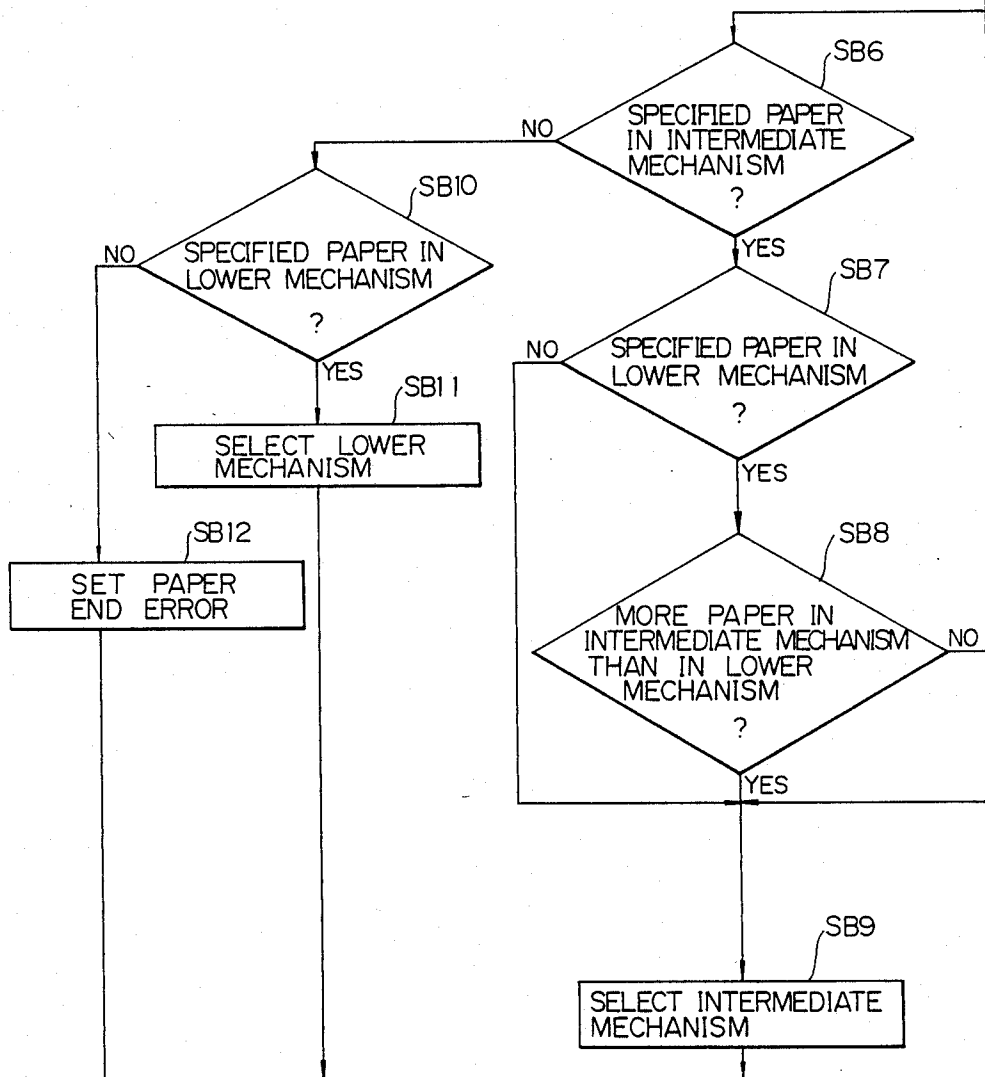 SB6
SPECIFIED PAPER
IN INTERMEDIATE
MECHANISM
?
NO
YES
SB10
SPECIFIED PAPER IN
LOWER MECHANISM
?
NO
YES
SB7
SPECIFIED PAPER IN
LOWER MECHANISM
?
NO
YES
SB11
SELECT LOWER
MECHANISM
SB12
SET PAPER
END ERROR
SB8
MORE PAPER IN
INTERMEDIATE MECHANISM
THAN IN LOWER
MECHANISM
?
NO
YES
SB9
SELECT INTERMEDIATE
MECHANISM